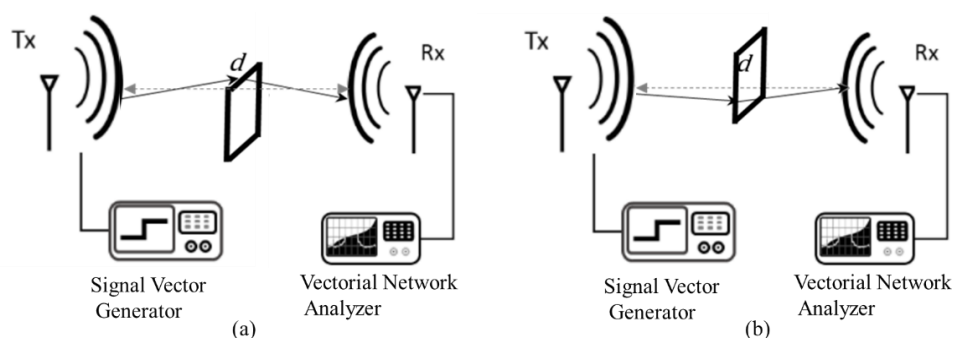 Tx
d
Rx
Signal Vector
Generator
Vectorial Network
Analyzer
(a)
Tx
d
Rx
Signal Vector
Generator
Vectorial Network
Analyzer
(b)